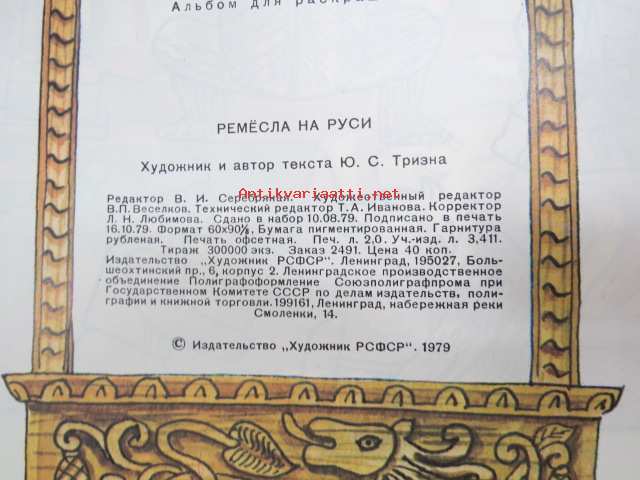 Альбом для раскраш
РЕМЁСЛА НА РУСИ
Художник и автор текста Ю. С. Тризна
Antikvariaatti.net
Редактор В. И. Серебряная. Художественный редактор
В.П. Веселков. Технический редактор Т.А. Иванова. Корректор
Л. Н. Любимова. Сдано в набор 10.08.79. Подписано в печать
16.10.79. Формат 60х90⅛. Бумага пигментированная. Гарнитура
рубленая. Печать офсетная. Печ. л. 2,0. Уч.-изд. л. 3,411.
Тираж 300000 экз. Заказ 2491. Цена 40 коп.
Издательство „Художник РСФСР". Ленинград, 195027, Боль-
шеохтинский пр., 6, корпус 2. Ленинградское производственное
объединение Полиграфоформление Союзполиграфпрома при
Государственном Комитете СССР по делам издательств, поли-
графии и книжной торговли. 199161, Ленинград, набережная реки
Смоленки, 14.
© Издательство „Художник РСФСР". 1979